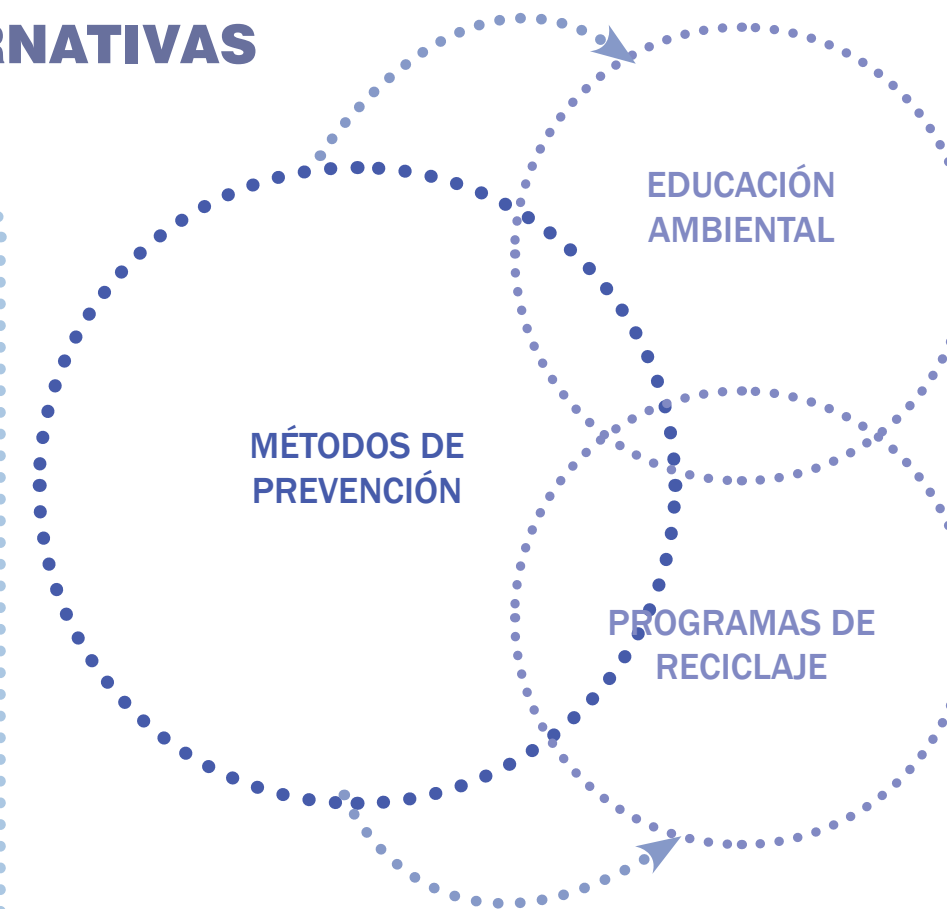 RNATIVAS
EDUCACIÓN
AMBIENTAL
MÉTODOS DE
PREVENCIÓN
PROGRAMAS DE
RECICLAJE